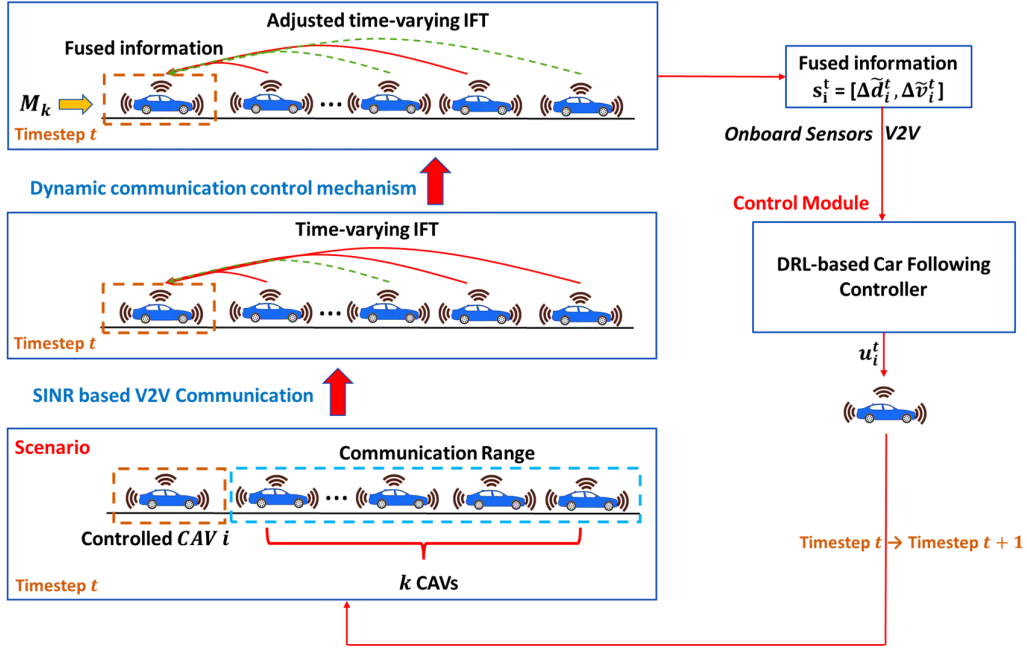 Adjusted time-varying IFT
Fused information
M_k
Timestep t
Fused information
s_i^t = [Δd̃_i^t, Δṽ_i^t]
Onboard Sensors V2V
Dynamic communication control mechanism
Control Module
Time-varying IFT
DRL-based Car Following
Controller
Timestep t
u_i^t
SINR based V2V Communication
Scenario
Communication Range
...
Controlled CAV i
Timestep t → Timestep t + 1
k CAVs
Timestep t